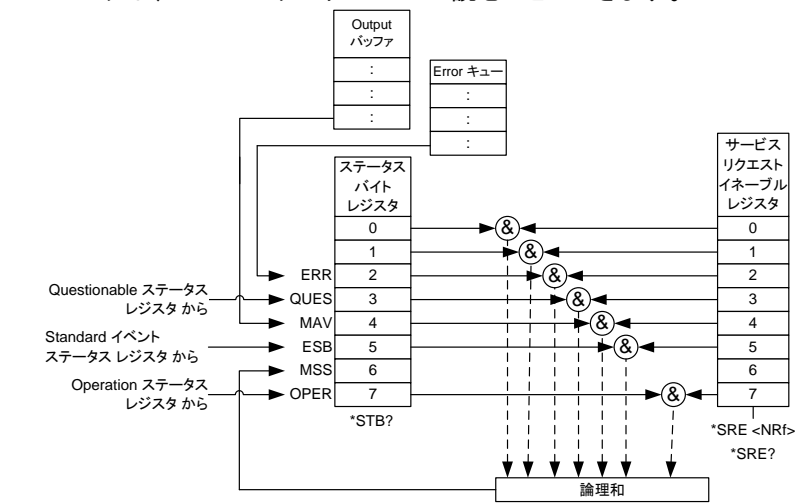 Output
バッファ
:
:
:
Error キュー
:
:
:
ステータス
バイト
レジスタ
0
1
2
3
4
5
6
7
*STB?
ERR
QUES
MAV
ESB
MSS
OPER
Questionable ステータス
レジスタ から
Standard イベント
ステータス レジスタ から
Operation ステータス
レジスタ から
&
&
&
&
&
&
&
サービス
リクエスト
イネーブル
レジスタ
0
1
2
3
4
5
6
7
*SRE <NRf>
*SRE?
論理和